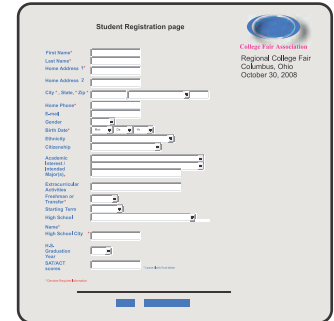 Student Registration page
College Fair Association
Regional College Fair
Columbus, Ohio
October 30, 2008
First Name*
Last Name*
Home Address 1*
Home Address 2
City *, State, * Zip *
Home Phone*
E-mail
Gender
Birth Date*
Ethnicity
Citizenship
Academic
Interest /
Intended
Major(s),
Extracurricular
Activities
Freshman or
Transfer*
Starting Term
High School
Name*
High School City *
H.S.
Graduation
Year
SAT/ACT
scores